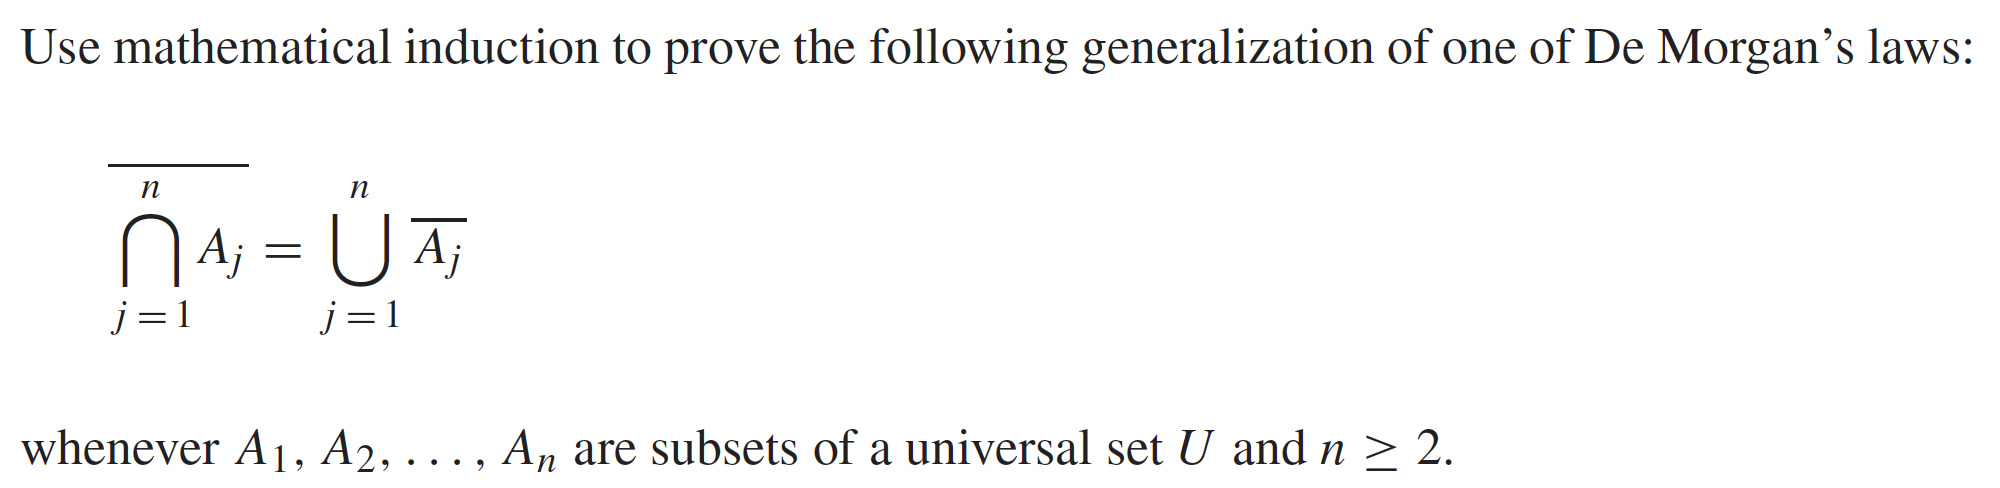 Use mathematical induction to prove the following generalization of one of De Morgan’s laws:
$\overline{\bigcap_{j=1}^{n} A_j} = \bigcup_{j=1}^{n} \overline{A_j}$
whenever $A_1, A_2, \ldots, A_n$ are subsets of a universal set $U$ and $n \geq 2$.